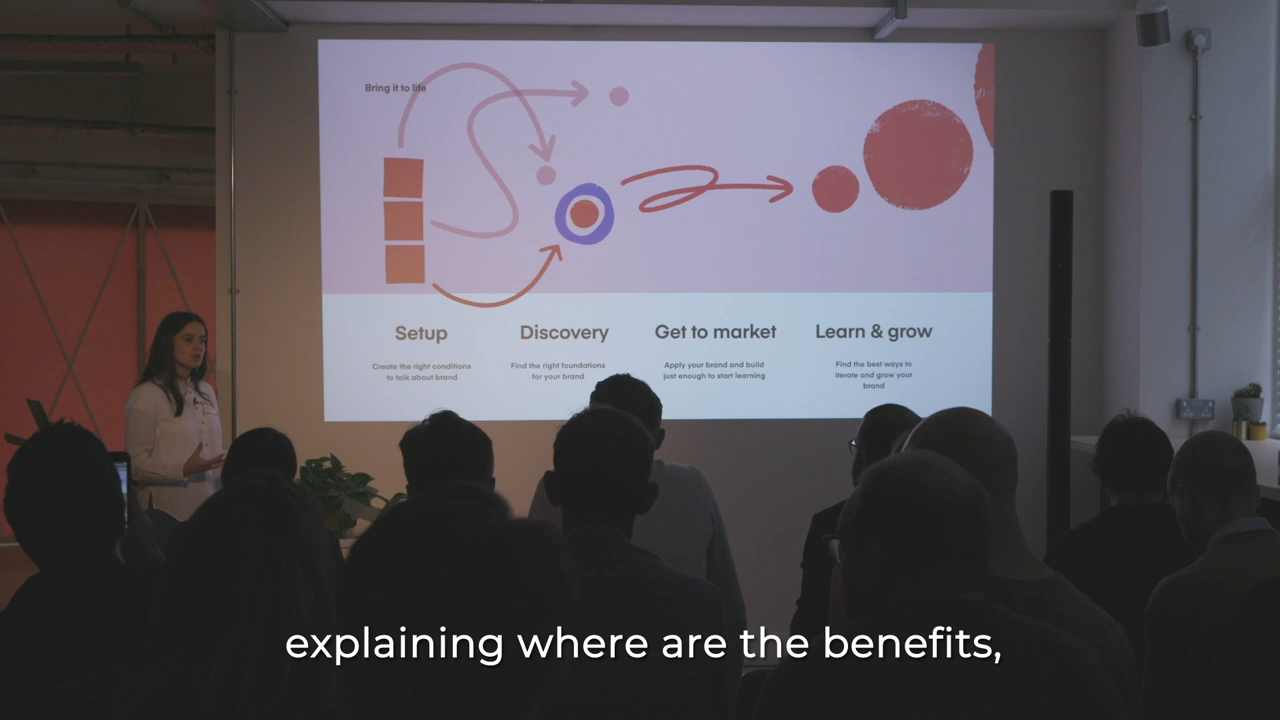 Bring it to life
Setup
Create the right conditions
to talk about brand
Discovery
Find the right foundations
for your brand
Get to market
Apply your brand and build
just enough to start learning
Learn & grow
Find the best ways to
iterate and grow your
brand
explaining where are the benefits,